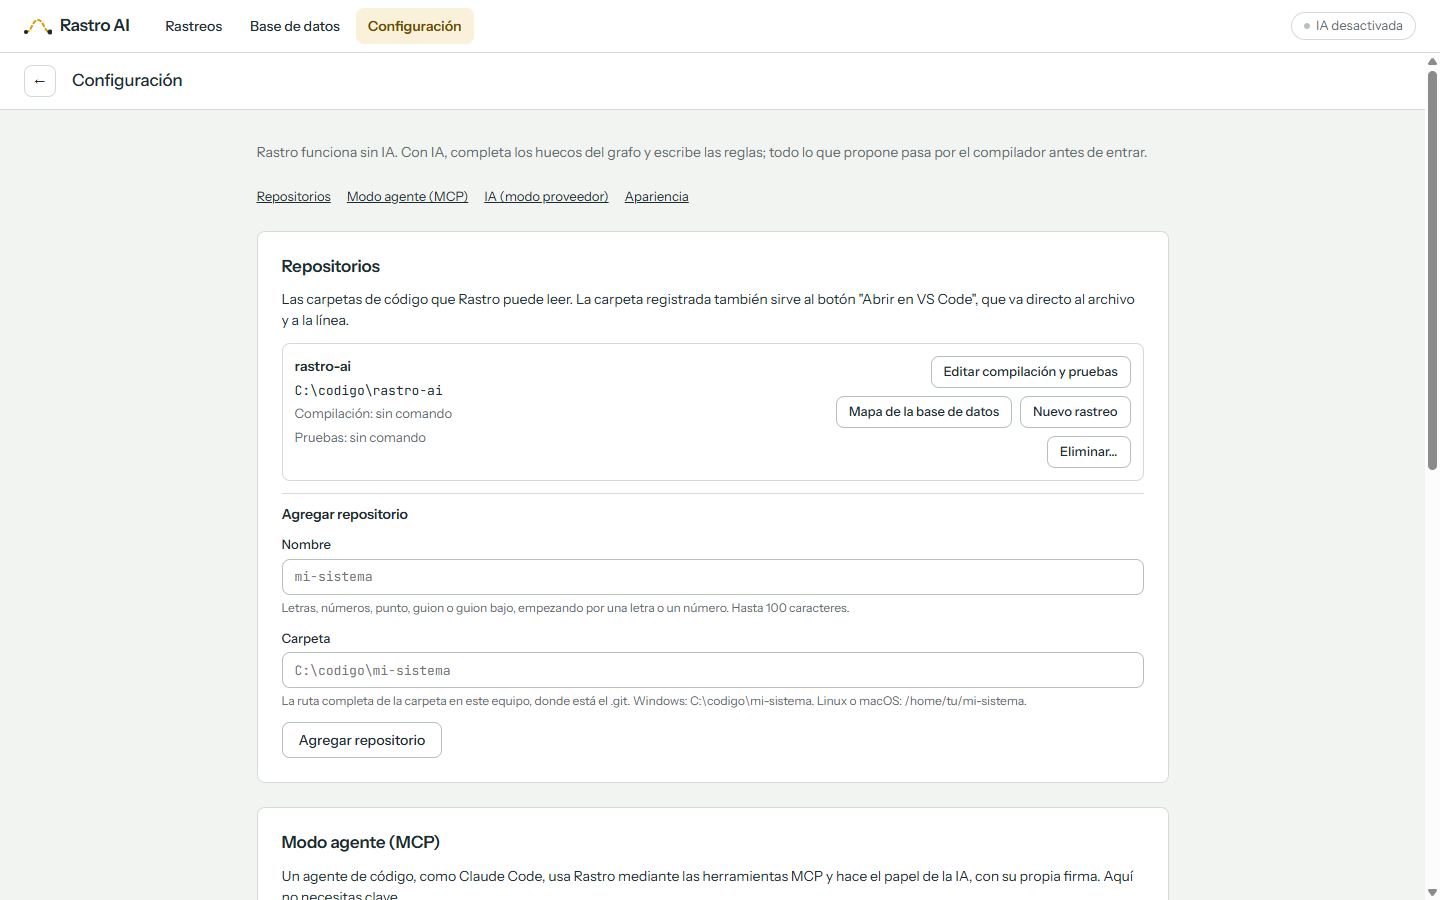 Rastro AI
Rastreos
Base de datos
Configuración
IA desactivada
←
Configuración
Rastro funciona sin IA. Con IA, completa los huecos del grafo y escribe las reglas; todo lo que propone pasa por el compilador antes de entrar.
Repositorios
Modo agente (MCP)
IA (modo proveedor)
Apariencia
Repositorios
Las carpetas de código que Rastro puede leer. La carpeta registrada también sirve al botón "Abrir en VS Code", que va directo al archivo
y a la línea.
rastro-ai
C:\codigo\rastro-ai
Compilación: sin comando
Pruebas: sin comando
Editar compilación y pruebas
Mapa de la base de datos
Nuevo rastreo
Eliminar...
Agregar repositorio
Nombre
mi-sistema
Letras, números, punto, guion o guion bajo, empezando por una letra o un número. Hasta 100 caracteres.
Carpeta
C:\codigo\mi-sistema
La ruta completa de la carpeta en este equipo, donde está el .git. Windows: C:\codigo\mi-sistema. Linux o macOS: /home/tu/mi-sistema.
Agregar repositorio
Modo agente (MCP)
Un agente de código, como Claude Code, usa Rastro mediante las herramientas MCP y hace el papel de la IA, con su propia firma. Aquí
no necesitas clave.